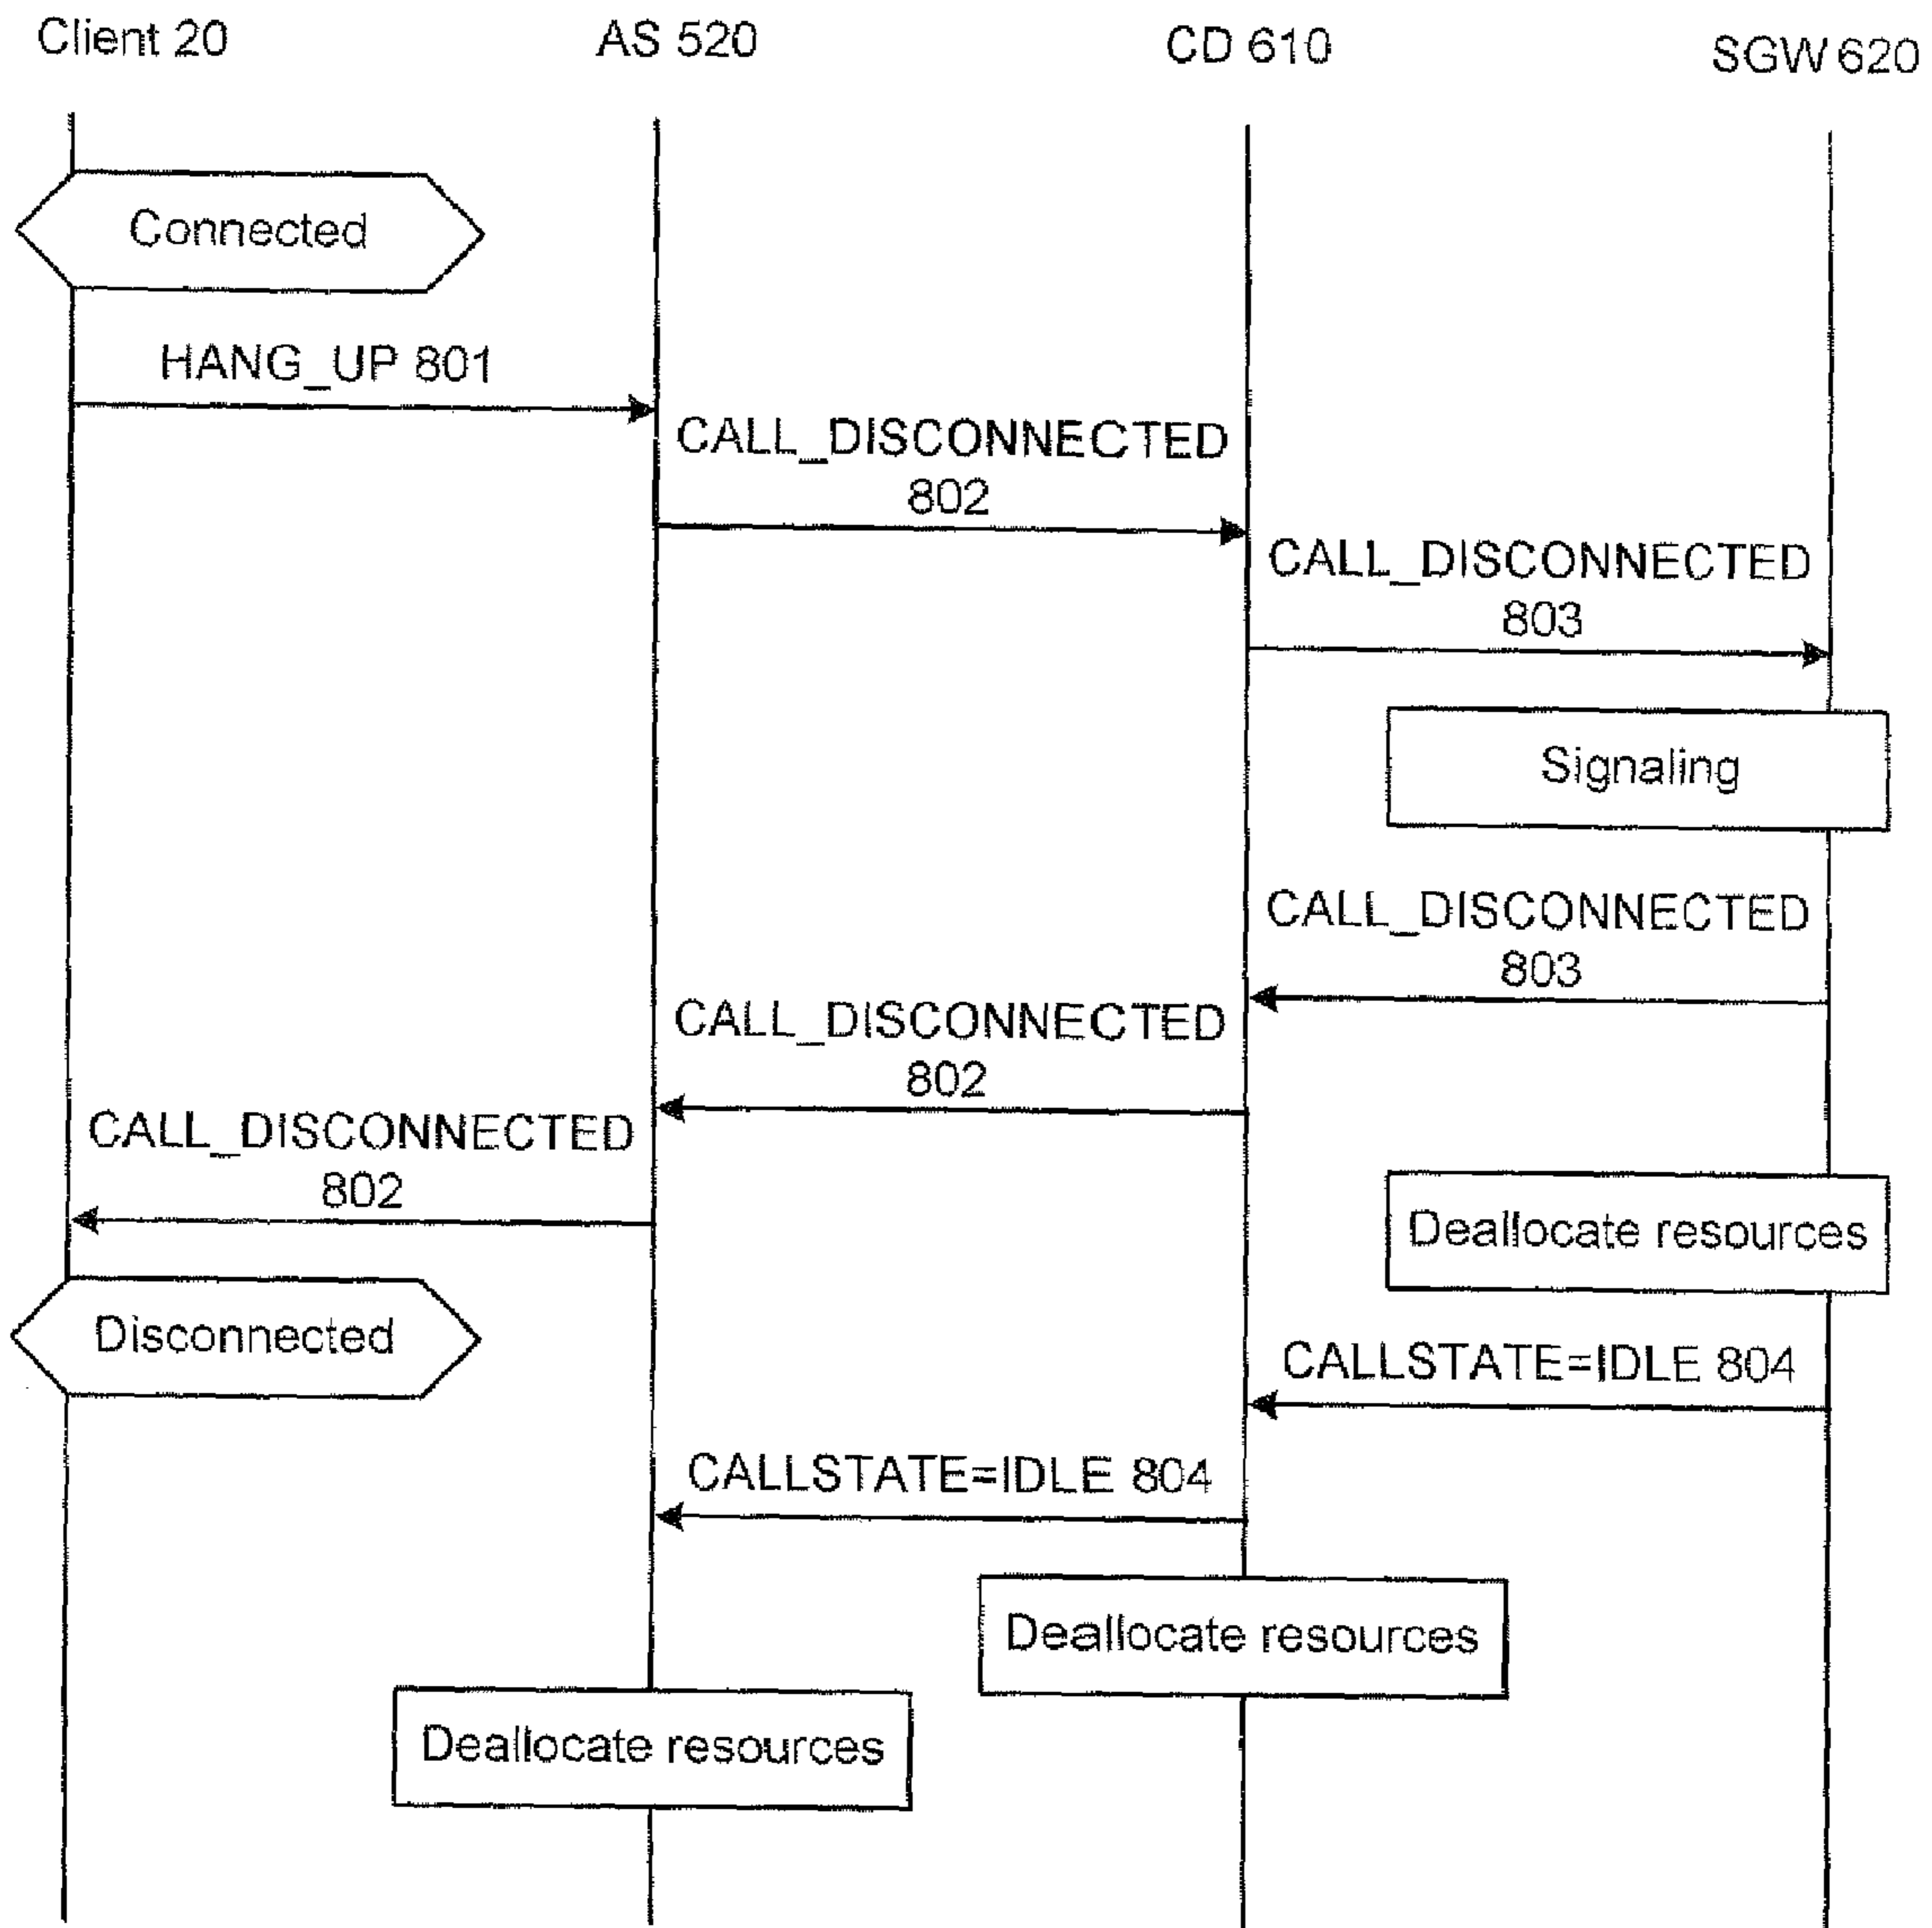 Client 20
AS 520
CD 610
SGW 620
Connected
HANG_UP 801
CALL_DISCONNECTED
802
CALL_DISCONNECTED
803
Signaling
CALL_DISCONNECTED
803
CALL_DISCONNECTED
802
CALL_DISCONNECTED
802
Deallocate resources
Disconnected
CALLSTATE=IDLE 804
CALLSTATE=IDLE 804
Deallocate resources
Deallocate resources